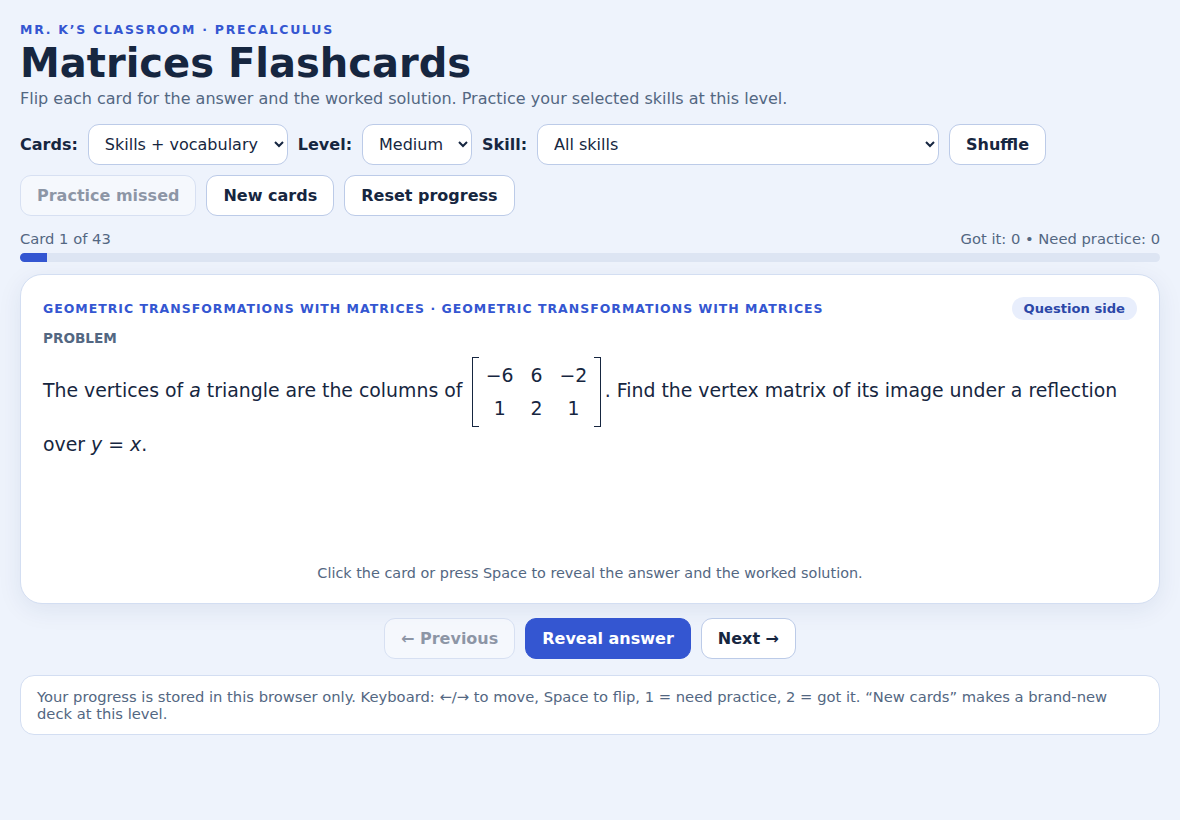 MR. K’S CLASSROOM · PRECALCULUS
Matrices Flashcards
Flip each card for the answer and the worked solution. Practice your selected skills at this level.
Cards: Skills + vocabulary Level: Medium Skill: All skills Shuffle
Practice missed New cards Reset progress
Card 1 of 43 Got it: 0 • Need practice: 0
GEOMETRIC TRANSFORMATIONS WITH MATRICES · GEOMETRIC TRANSFORMATIONS WITH MATRICES Question side
PROBLEM
The vertices of a triangle are the columns of [−6 6 −2
1 2 1]. Find the vertex matrix of its image under a reflection
over y = x.
Click the card or press Space to reveal the answer and the worked solution.
← Previous Reveal answer Next →
Your progress is stored in this browser only. Keyboard: ←/→ to move, Space to flip, 1 = need practice, 2 = got it. “New cards” makes a brand-new
deck at this level.